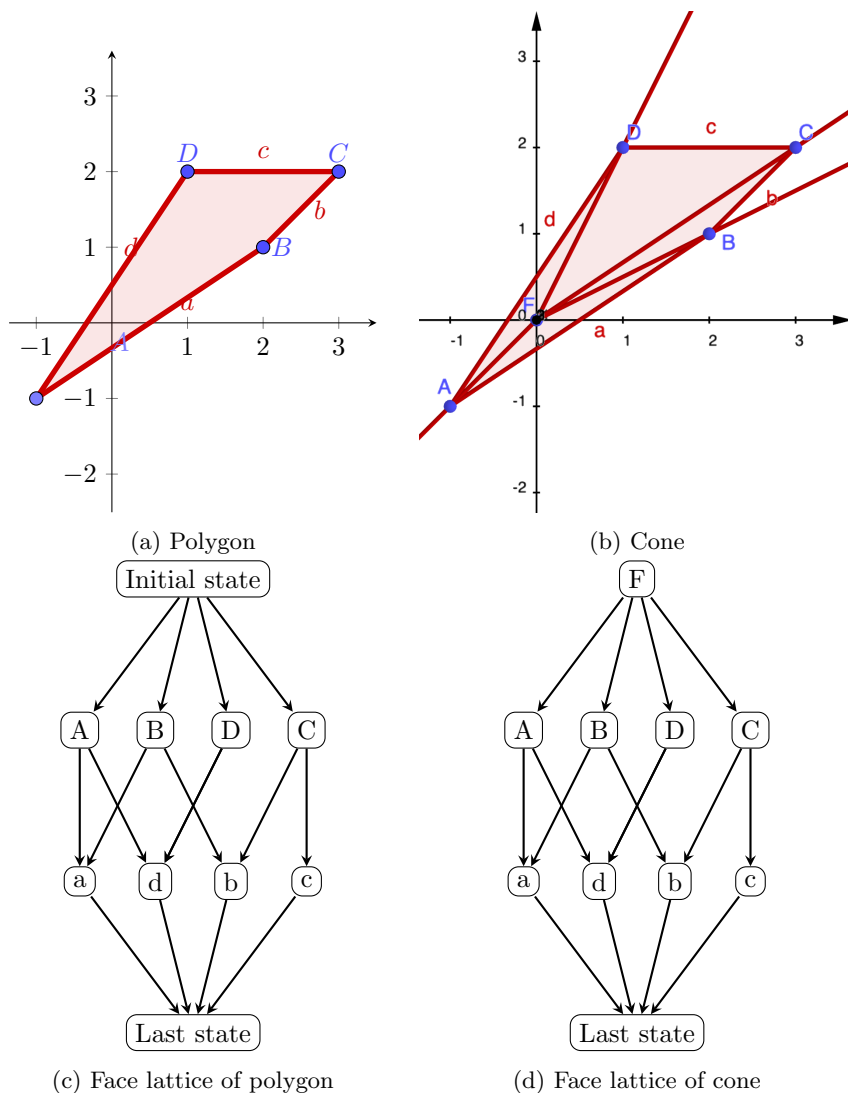 3
2
1
−1
−2
−1
1
2
3
D
c
C
b
B
d
a
A
3
2
1
0
-1
-2
-1
0
1
2
3
D
c
C
b
B
d
F
a
A
(a) Polygon
(b) Cone
Initial state
A
B
D
C
a
d
b
c
Last state
F
A
B
D
C
a
d
b
c
Last state
(c) Face lattice of polygon
(d) Face lattice of cone